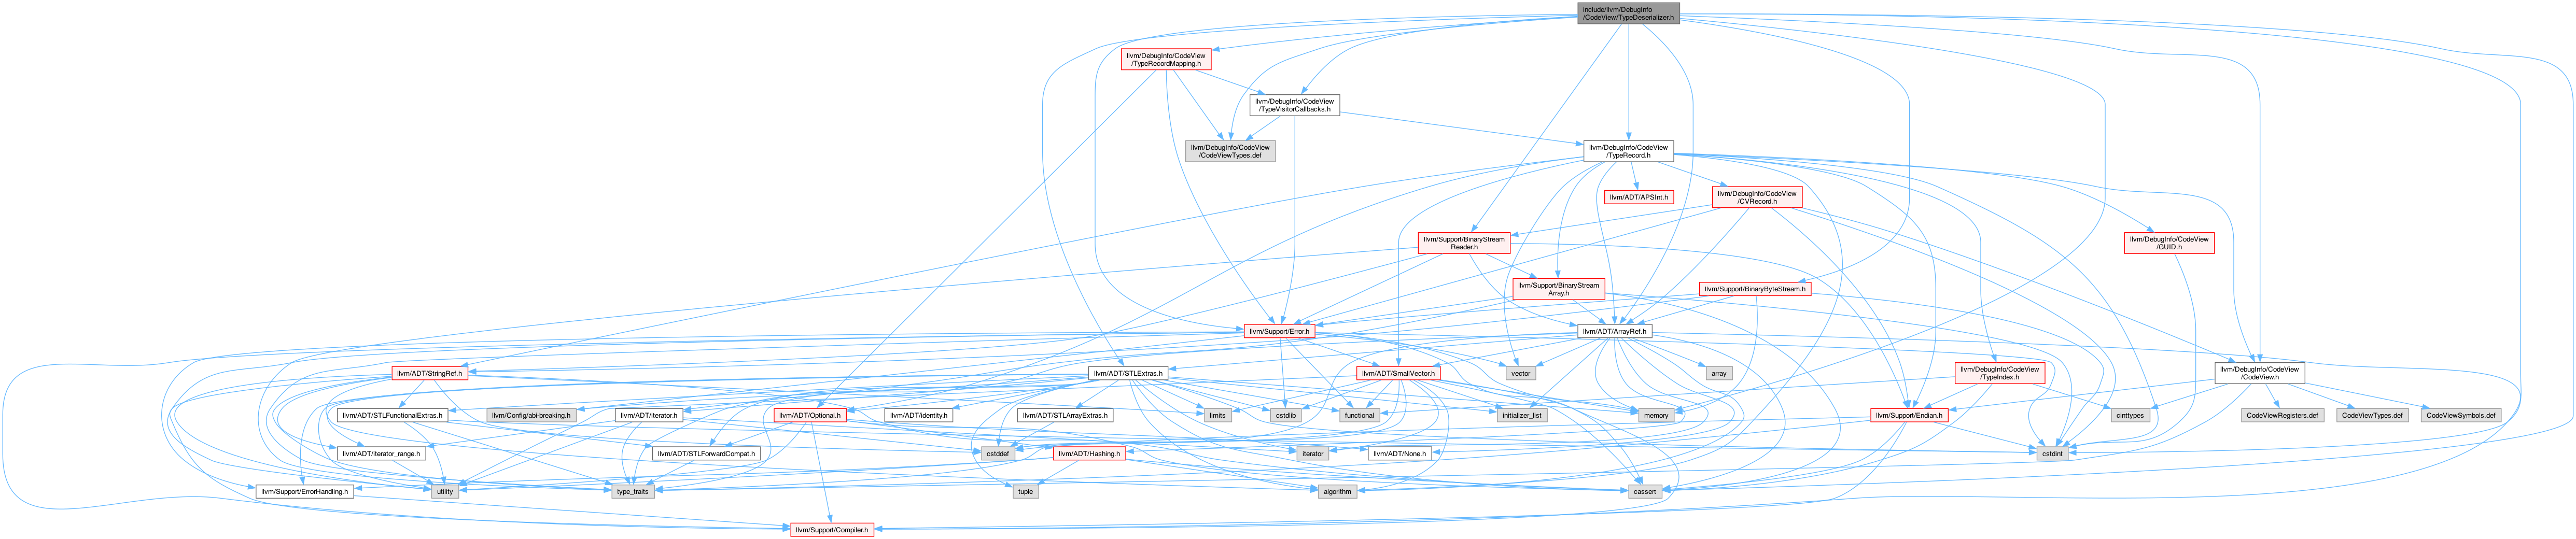 include/llvm/DebugInfo
/CodeView/TypeDeserializer.h
llvm/DebugInfo/CodeView
/TypeRecordMapping.h
llvm/DebugInfo/CodeView
/TypeVisitorCallbacks.h
llvm/DebugInfo/CodeView
/CodeViewTypes.def
llvm/DebugInfo/CodeView
/TypeRecord.h
llvm/ADT/APSInt.h
llvm/DebugInfo/CodeView
/CVRecord.h
llvm/Support/BinaryStream
Reader.h
llvm/DebugInfo/CodeView
/GUID.h
llvm/Support/BinaryStream
Array.h
llvm/Support/BinaryByteStream.h
llvm/Support/Error.h
llvm/ADT/ArrayRef.h
llvm/ADT/StringRef.h
llvm/ADT/STLExtras.h
llvm/ADT/SmallVector.h
vector
array
llvm/DebugInfo/CodeView
/TypeIndex.h
llvm/DebugInfo/CodeView
/CodeView.h
llvm/ADT/STLFunctionalExtras.h
llvm/Config/abi-breaking.h
llvm/ADT/iterator.h
llvm/ADT/Optional.h
llvm/ADT/identity.h
llvm/ADT/STLArrayExtras.h
limits
cstdlib
functional
initializer_list
memory
llvm/Support/Endian.h
cinttypes
CodeViewRegisters.def
CodeViewTypes.def
CodeViewSymbols.def
llvm/ADT/iterator_range.h
llvm/ADT/STLForwardCompat.h
cstddef
llvm/ADT/Hashing.h
iterator
llvm/ADT/None.h
cstdint
llvm/Support/ErrorHandling.h
utility
type_traits
tuple
algorithm
cassert
llvm/Support/Compiler.h